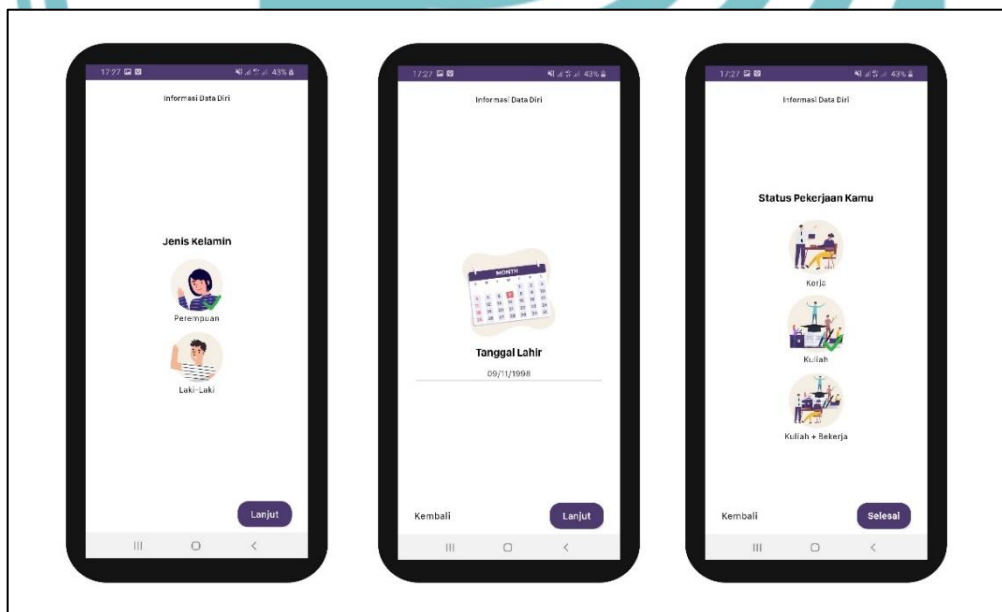 17:27
43%
Informasi Data Diri
Jenis Kelamin
Perempuan
Laki-Laki
Lanjut
17:27
43%
Informasi Data Diri
MONTH
Tanggal Lahir
09/11/1998
Kembali
Lanjut
17:27
43%
Informasi Data Diri
Status Pekerjaan Kamu
Kerja
Kuliah
Kuliah + Bekerja
Kembali
Selesai